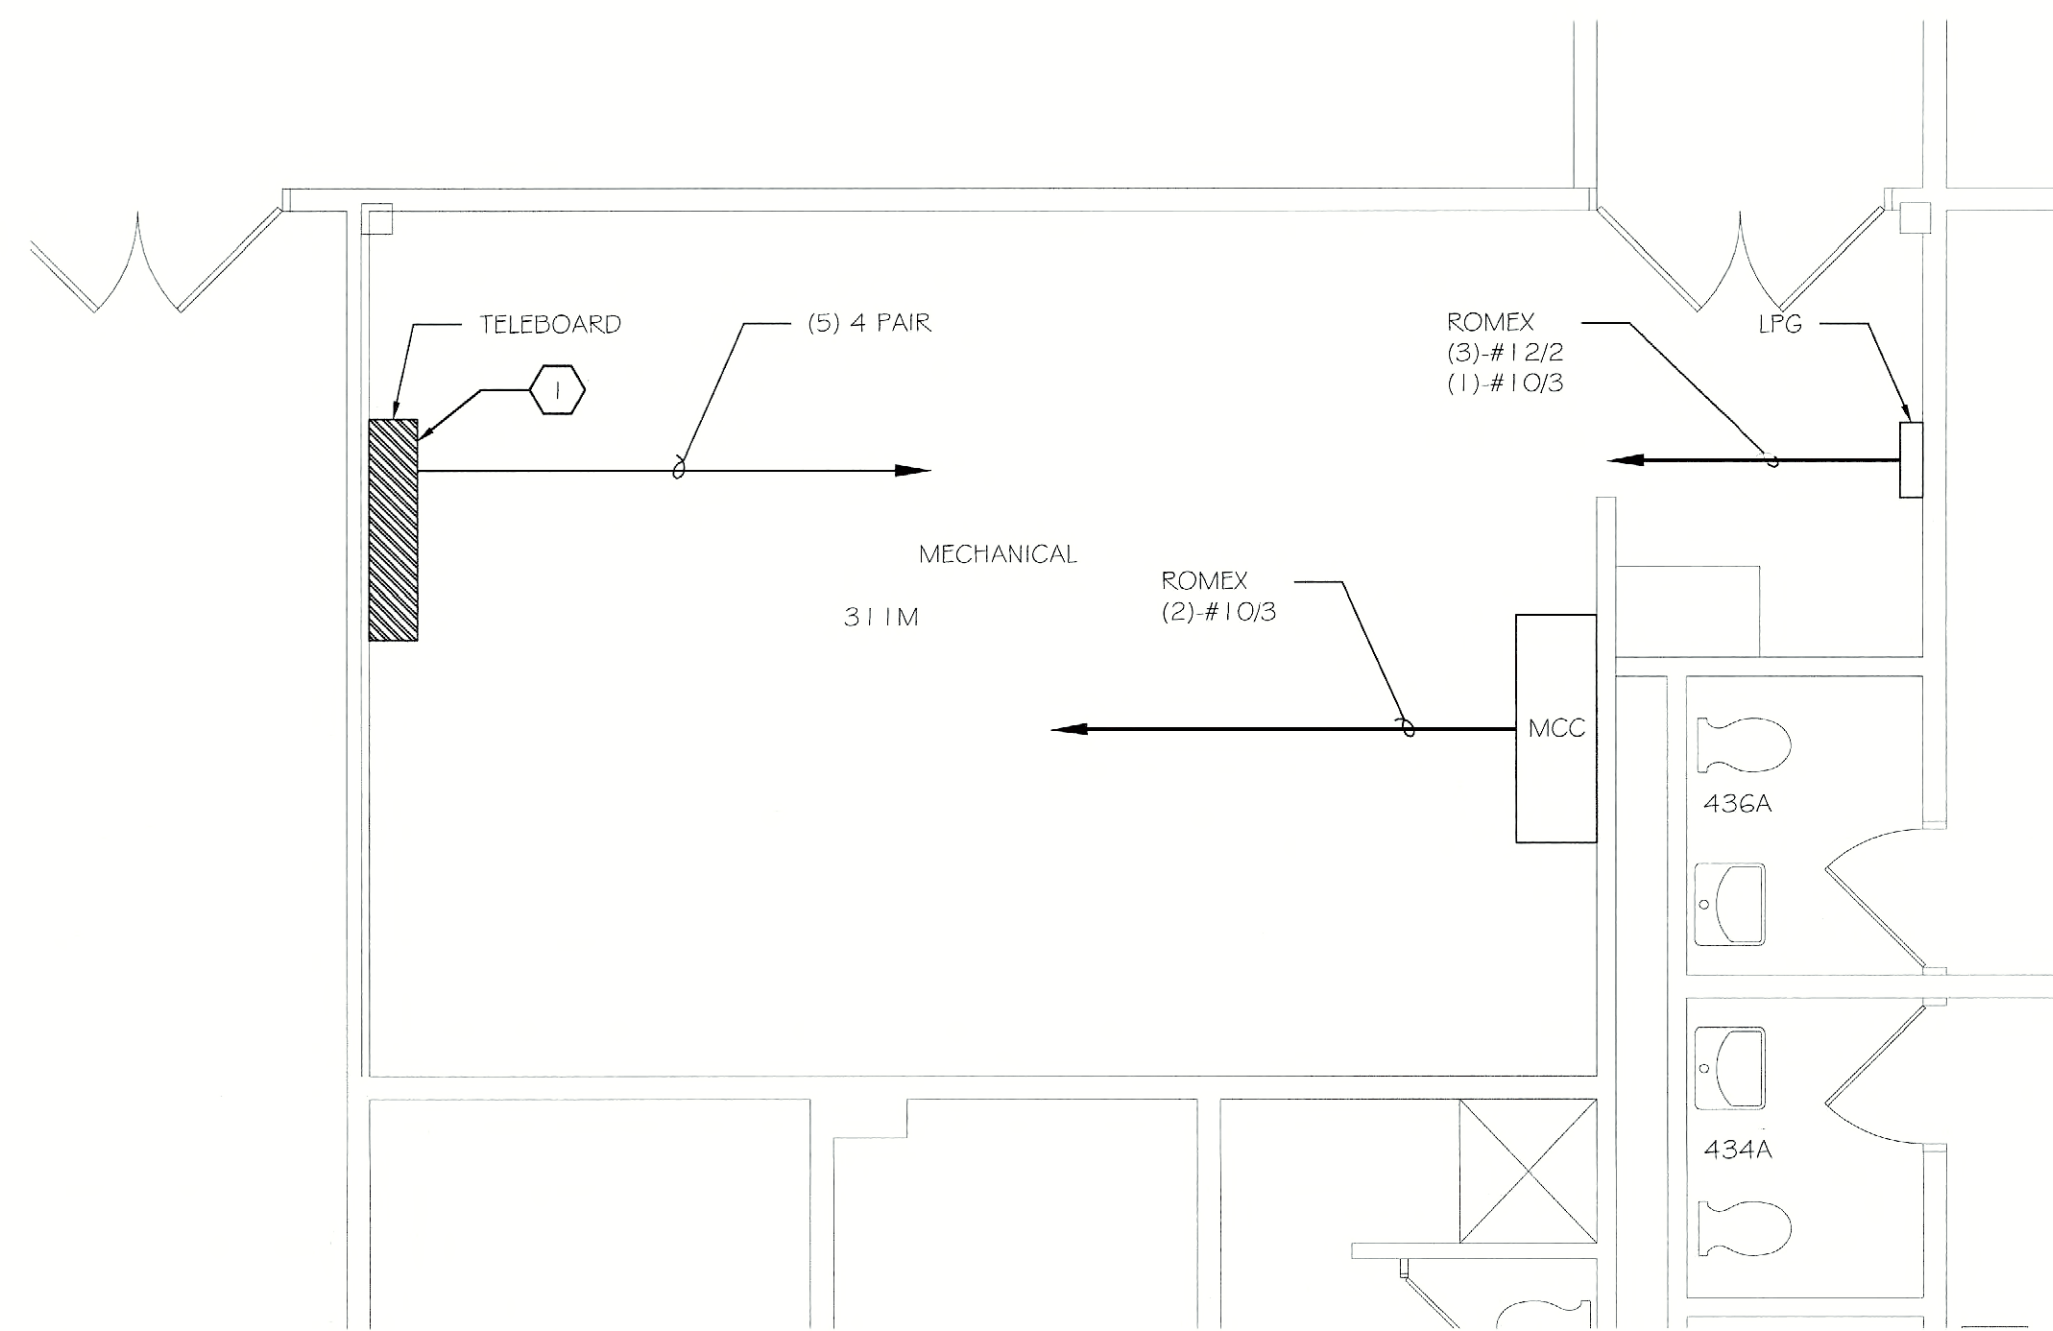 TELEBOARD
(5) 4 PAIR
ROMEX
(3)-#12/2
(1)-#10/3
LPG
1
MECHANICAL
311M
ROMEX
(2)-#10/3
MCC
436A
434A